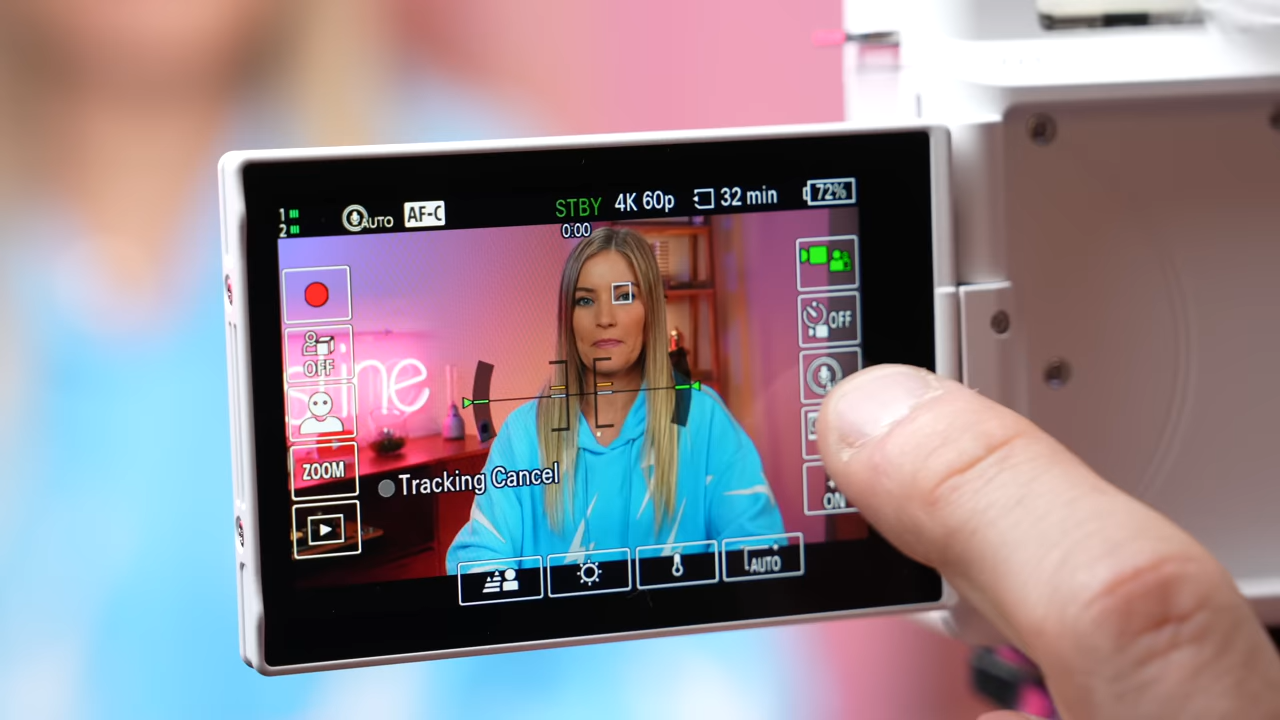 1
2
AUTO
AF-C
STBY
4K 60p
32 min
72%
0:00
OFF
OFF
ine
ZOOM
Tracking Cancel
ON
AUTO